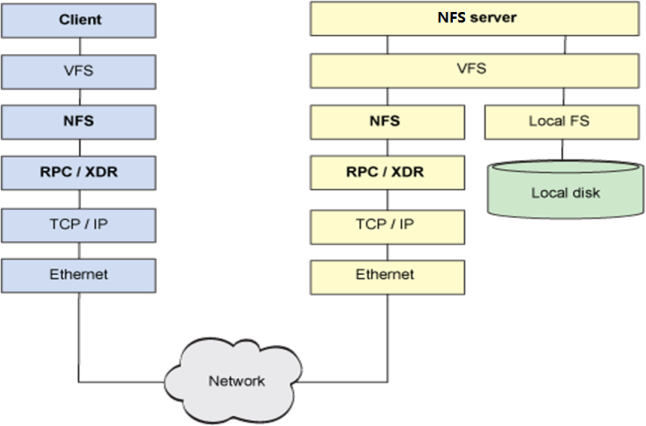 Client
VFS
NFS
RPC / XDR
TCP / IP
Ethernet
NFS server
VFS
NFS
Local FS
RPC / XDR
Local disk
TCP / IP
Ethernet
Network